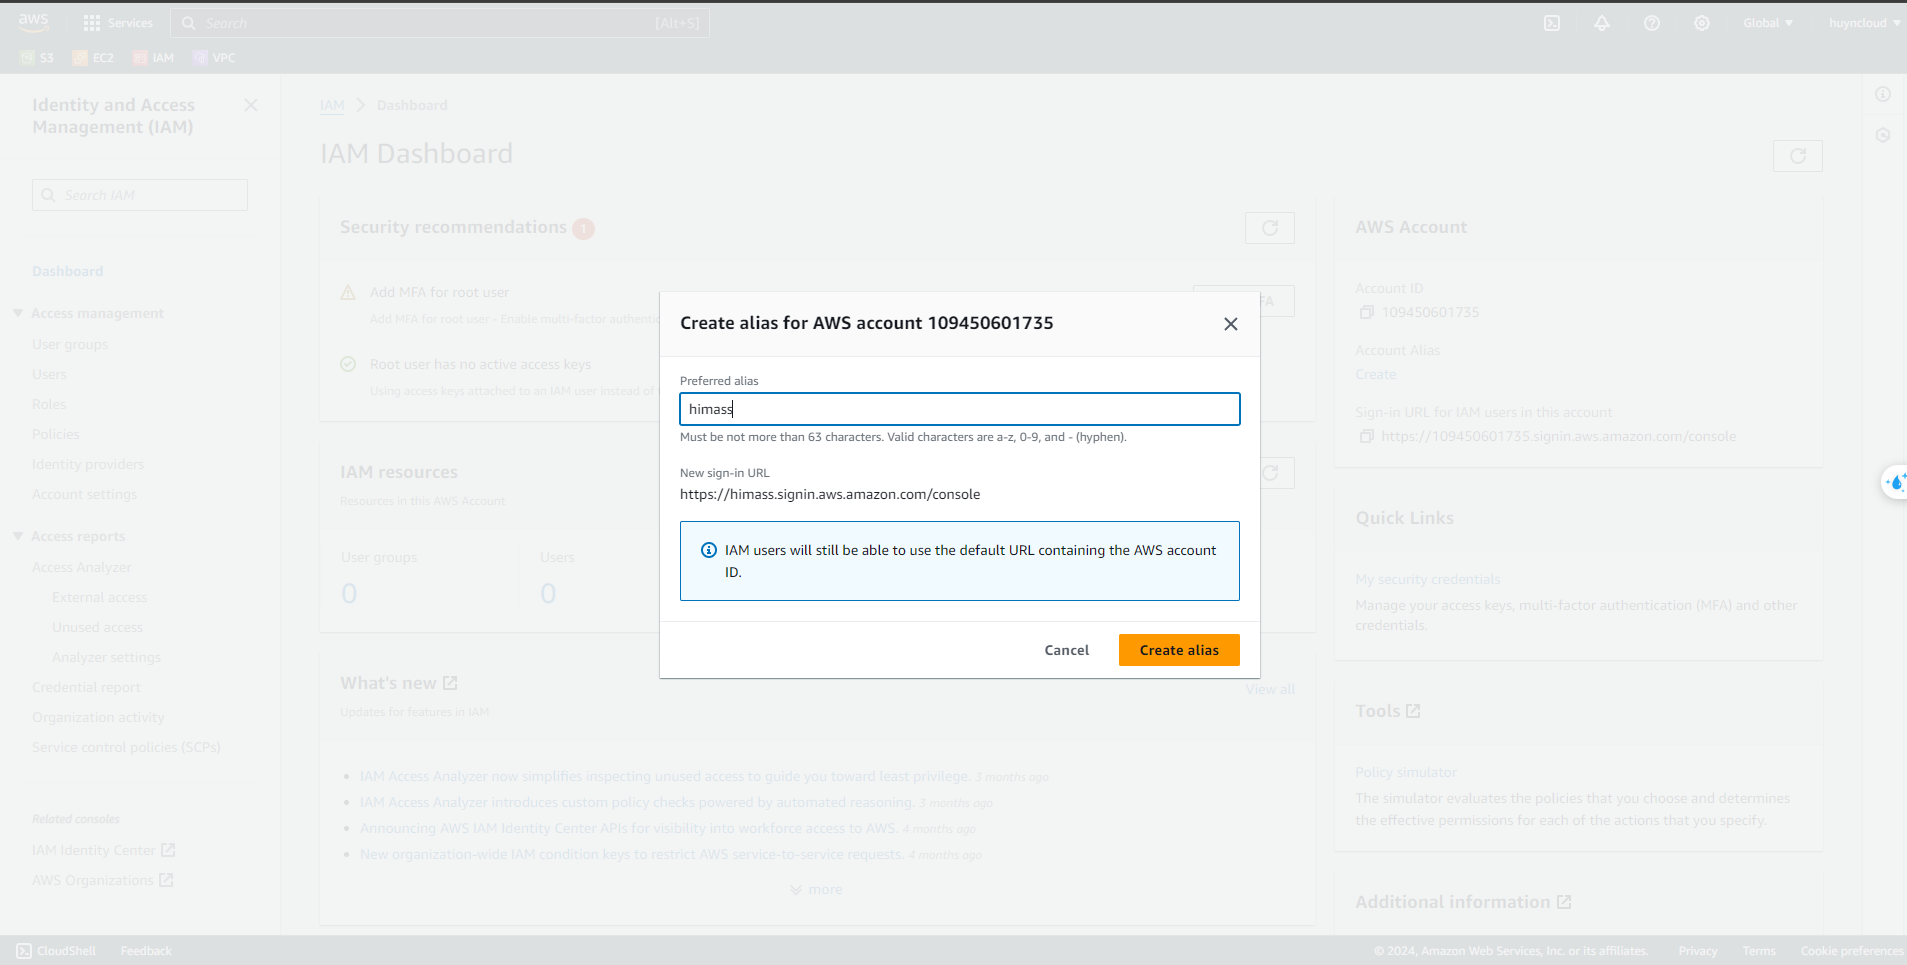 aws
Services
Search
[Alt+S]
Global
huyncloud
S3
EC2
IAM
VPC
Identity and Access
Management (IAM)
Search IAM
Dashboard
Access management
User groups
Users
Roles
Policies
Identity providers
Account settings
Access reports
Access Analyzer
External access
Unused access
Analyzer settings
Credential report
Organization activity
Service control policies (SCPs)
Related consoles
IAM Identity Center
AWS Organizations
IAM
Dashboard
IAM Dashboard
Security recommendations 1
Add MFA for root user
FA
Add MFA for root user - Enable multi-factor authentic
Root user has no active access keys
Using access keys attached to an IAM user instead of
IAM resources
Resources in this AWS Account
User groups
Users
0
0
What's new
View all
Updates for features in IAM
IAM Access Analyzer now simplifies inspecting unused access to guide you toward least privilege. 3 months ago
IAM Access Analyzer introduces custom policy checks powered by automated reasoning. 3 months ago
Announcing AWS IAM Identity Center APIs for visibility into workforce access to AWS. 4 months ago
New organization-wide IAM condition keys to restrict AWS service-to-service requests. 4 months ago
more
Create alias for AWS account 109450601735
Preferred alias
himass
Must be not more than 63 characters. Valid characters are a-z, 0-9, and - (hyphen).
New sign-in URL
https://himass.signin.aws.amazon.com/console
IAM users will still be able to use the default URL containing the AWS account
ID.
Cancel
Create alias
AWS Account
Account ID
109450601735
Account Alias
Create
Sign-in URL for IAM users in this account
https://109450601735.signin.aws.amazon.com/console
Quick Links
My security credentials
Manage your access keys, multi-factor authentication (MFA) and other
credentials.
Tools
Policy simulator
The simulator evaluates the policies that you choose and determines
the effective permissions for each of the actions that you specify.
Additional information
CloudShell
Feedback
© 2024, Amazon Web Services, Inc. or its affiliates.
Privacy
Terms
Cookie preferences